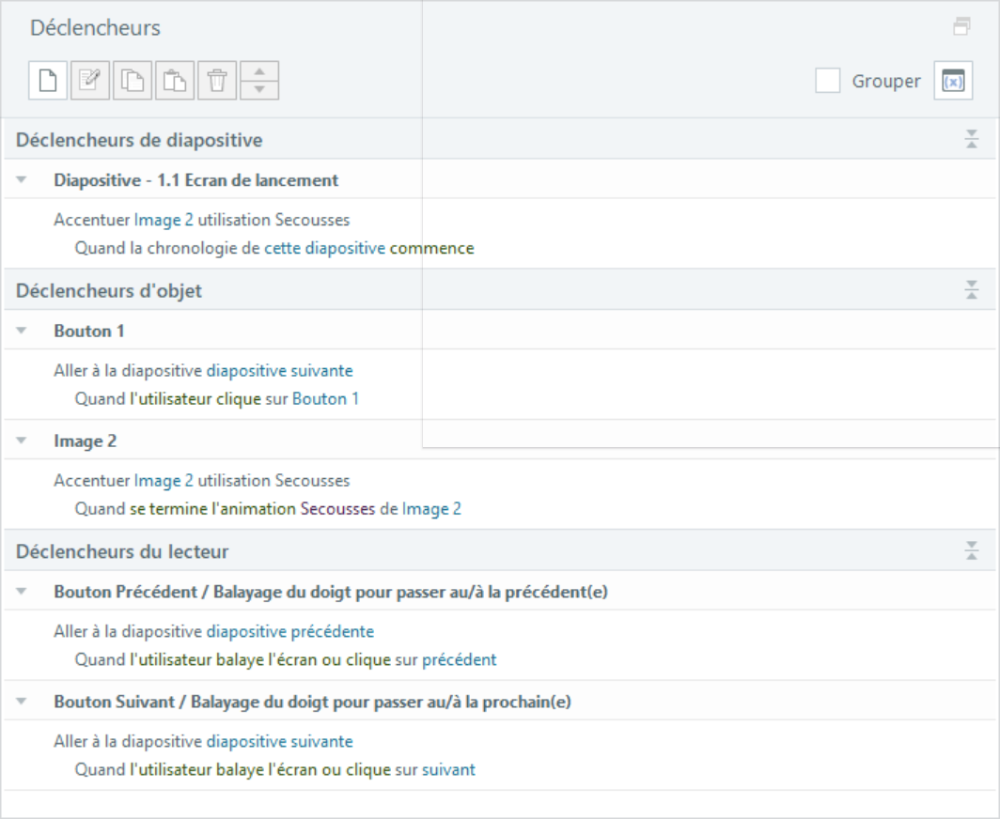 Déclencheurs
Grouper (x)
Déclencheurs de diapositive
Diapositive - 1.1 Ecran de lancement
Accentuer Image 2 utilisation Secousses
Quand la chronologie de cette diapositive commence
Déclencheurs d'objet
Bouton 1
Aller à la diapositive diapositive suivante
Quand l'utilisateur clique sur Bouton 1
Image 2
Accentuer Image 2 utilisation Secousses
Quand se termine l'animation Secousses de Image 2
Déclencheurs du lecteur
Bouton Précédent / Balayage du doigt pour passer au/à la précédent(e)
Aller à la diapositive diapositive précédente
Quand l'utilisateur balaye l'écran ou clique sur précédent
Bouton Suivant / Balayage du doigt pour passer au/à la prochain(e)
Aller à la diapositive diapositive suivante
Quand l'utilisateur balaye l'écran ou clique sur suivant